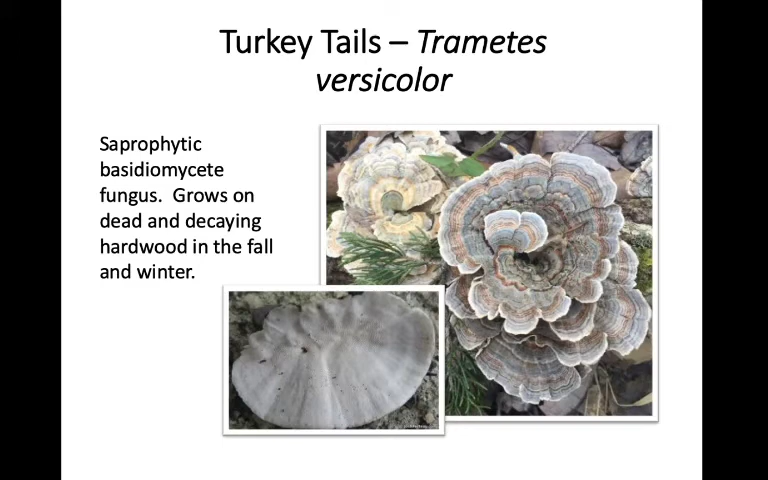 Turkey Tails – Trametes
versicolor
Saprophytic
basidiomycete
fungus.  Grows on
dead and decaying
hardwood in the fall
and winter.